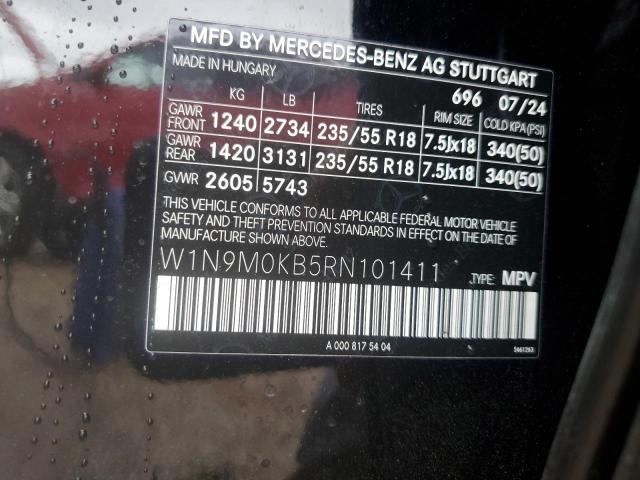 MFD BY MERCEDES-BENZ AG STUTTGART
MADE IN HUNGARY
696 07/24
KG LB TIRES RIM SIZE COLD KPA(PSI)
GAWR FRONT 1240 2734 235/55 R18 7.5Jx18 340(50)
GAWR REAR 1420 3131 235/55 R18 7.5Jx18 340(50)
GVWR 2605 5743
THIS VEHICLE CONFORMS TO ALL APPLICABLE FEDERAL MOTOR VEHICLE
SAFETY AND THEFT PREVENTION STANDARDS IN EFFECT ON THE DATE OF
MANUFACTURE SHOWN ABOVE.
W1N9M0KB5RN101411 TYPE: MPV
A 000 817 54 04 5461263